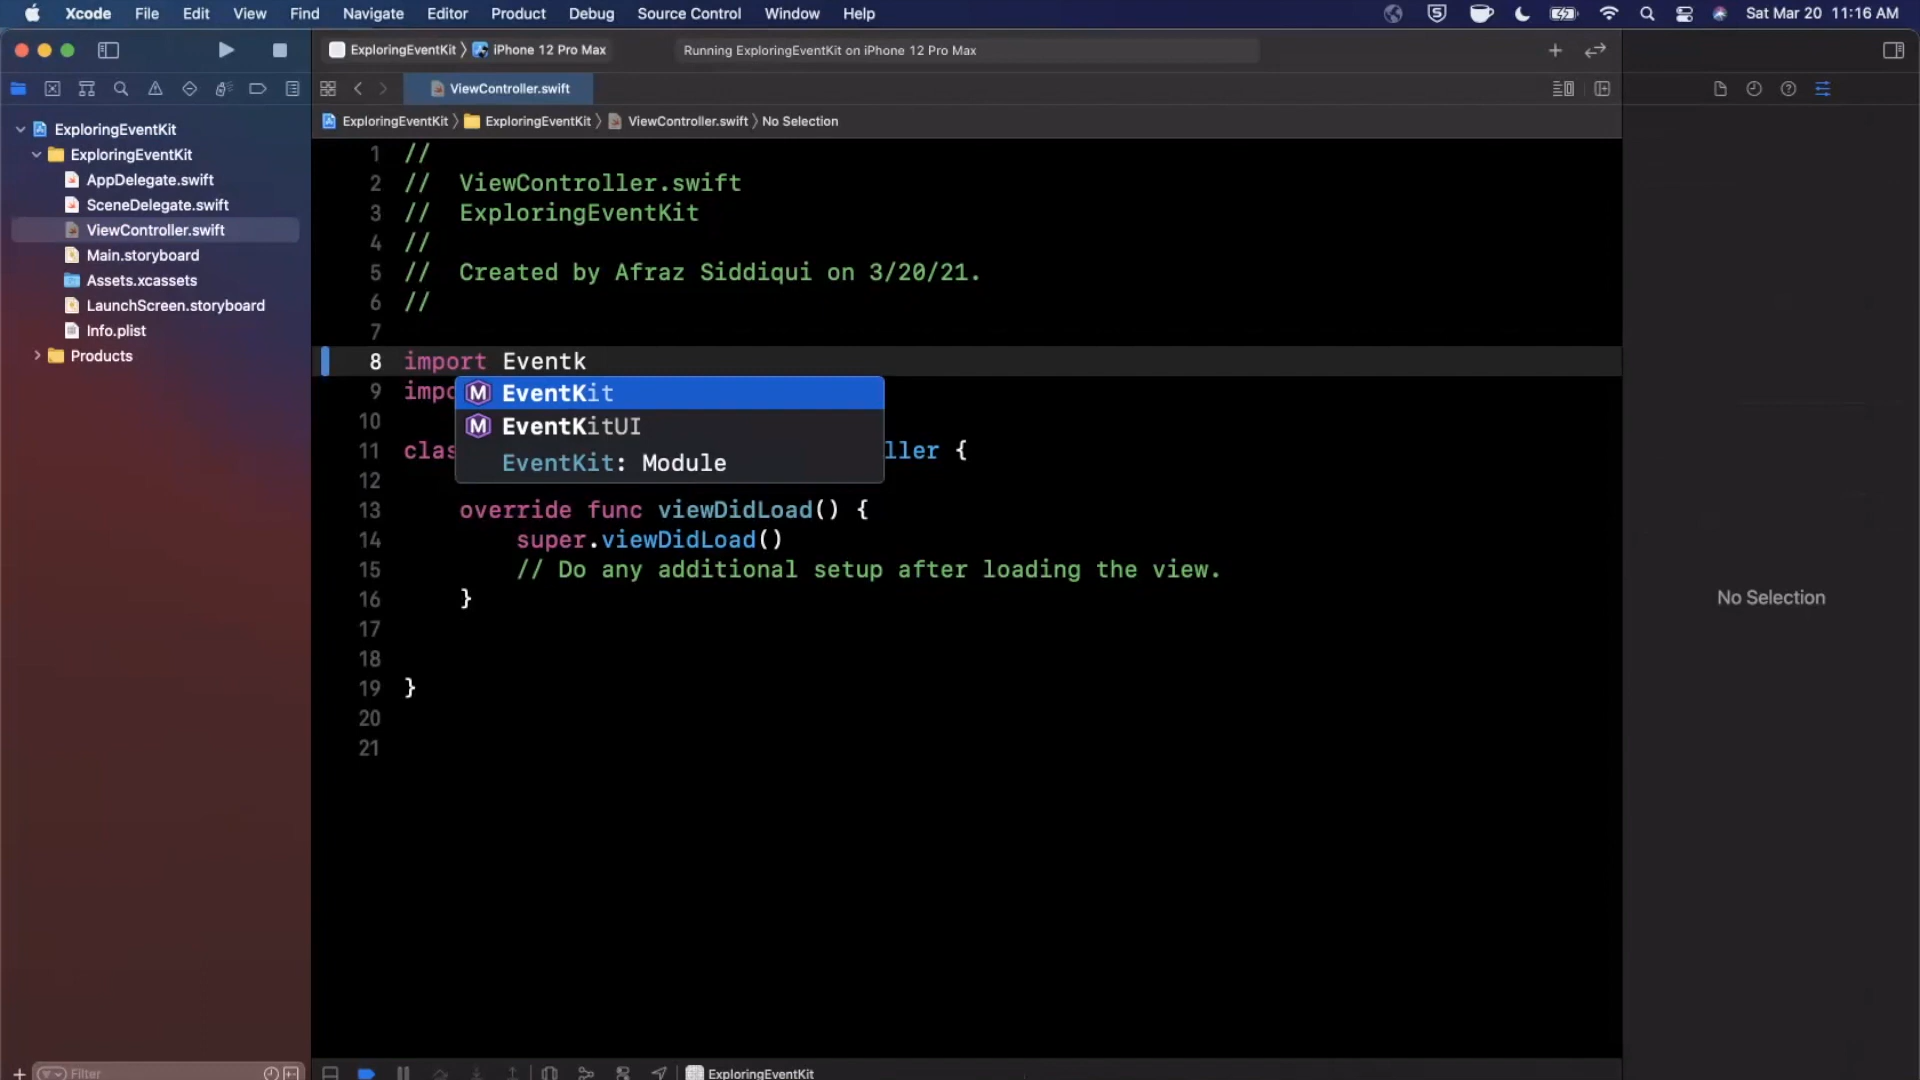 Xcode File Edit View Find Navigate Editor Product Debug Source Control Window Help Sat Mar 20 11:16 AM
ExploringEventKit iPhone 12 Pro Max Running ExploringEventKit on iPhone 12 Pro Max
ViewController.swift
ExploringEventKit ExploringEventKit ViewController.swift No Selection
ExploringEventKit
ExploringEventKit
AppDelegate.swift
SceneDelegate.swift
ViewController.swift
Main.storyboard
Assets.xcassets
LaunchScreen.storyboard
Info.plist
Products
Filter
1 //
2 // ViewController.swift
3 // ExploringEventKit
4 //
5 // Created by Afraz Siddiqui on 3/20/21.
6 //
7
8 import Eventk
9 impo
M EventKit
M EventKitUI
EventKit: Module
10
11 clas ller {
12
13 override func viewDidLoad() {
14 super.viewDidLoad()
15 // Do any additional setup after loading the view.
16 }
17
18
19 }
20
21
No Selection
ExploringEventKit